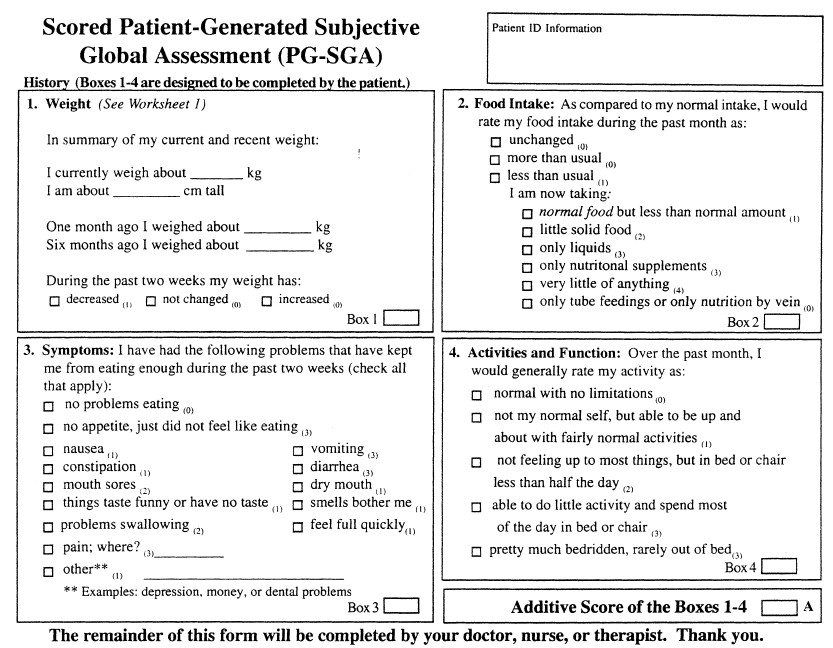 Scored Patient-Generated Subjective
Global Assessment (PG-SGA)
Patient ID Information
History (Boxes 1-4 are designed to be completed by the patient.)
1. Weight (See Worksheet 1)
In summary of my current and recent weight:
I currently weigh about _______ kg
I am about _________ cm tall
One month ago I weighed about _________ kg
Six months ago I weighed about _________ kg
During the past two weeks my weight has:
☐ decreased (1) ☐ not changed (0) ☐ increased (0)
Box 1
2. Food Intake: As compared to my normal intake, I would
rate my food intake during the past month as:
☐ unchanged (0)
☐ more than usual (0)
☐ less than usual (1)
I am now taking:
☐ normal food but less than normal amount (1)
☐ little solid food (2)
☐ only liquids (3)
☐ only nutritonal supplements (3)
☐ very little of anything (4)
☐ only tube feedings or only nutrition by vein (0)
Box 2
3. Symptoms: I have had the following problems that have kept
me from eating enough during the past two weeks (check all
that apply):
☐ no problems eating (0)
☐ no appetite, just did not feel like eating (3)
☐ nausea (1) ☐ vomiting (3)
☐ constipation (1) ☐ diarrhea (3)
☐ mouth sores (2) ☐ dry mouth (1)
☐ things taste funny or have no taste (1) ☐ smells bother me (1)
☐ problems swallowing (2) ☐ feel full quickly (1)
☐ pain; where? (3) __________
☐ other** (1) ___________________________
** Examples: depression, money, or dental problems
Box 3
4. Activities and Function: Over the past month, I
would generally rate my activity as:
☐ normal with no limitations (0)
☐ not my normal self, but able to be up and
about with fairly normal activities (1)
☐ not feeling up to most things, but in bed or chair
less than half the day (2)
☐ able to do little activity and spend most
of the day in bed or chair (3)
☐ pretty much bedridden, rarely out of bed (3)
Box 4
Additive Score of the Boxes 1-4 A
The remainder of this form will be completed by your doctor, nurse, or therapist. Thank you.